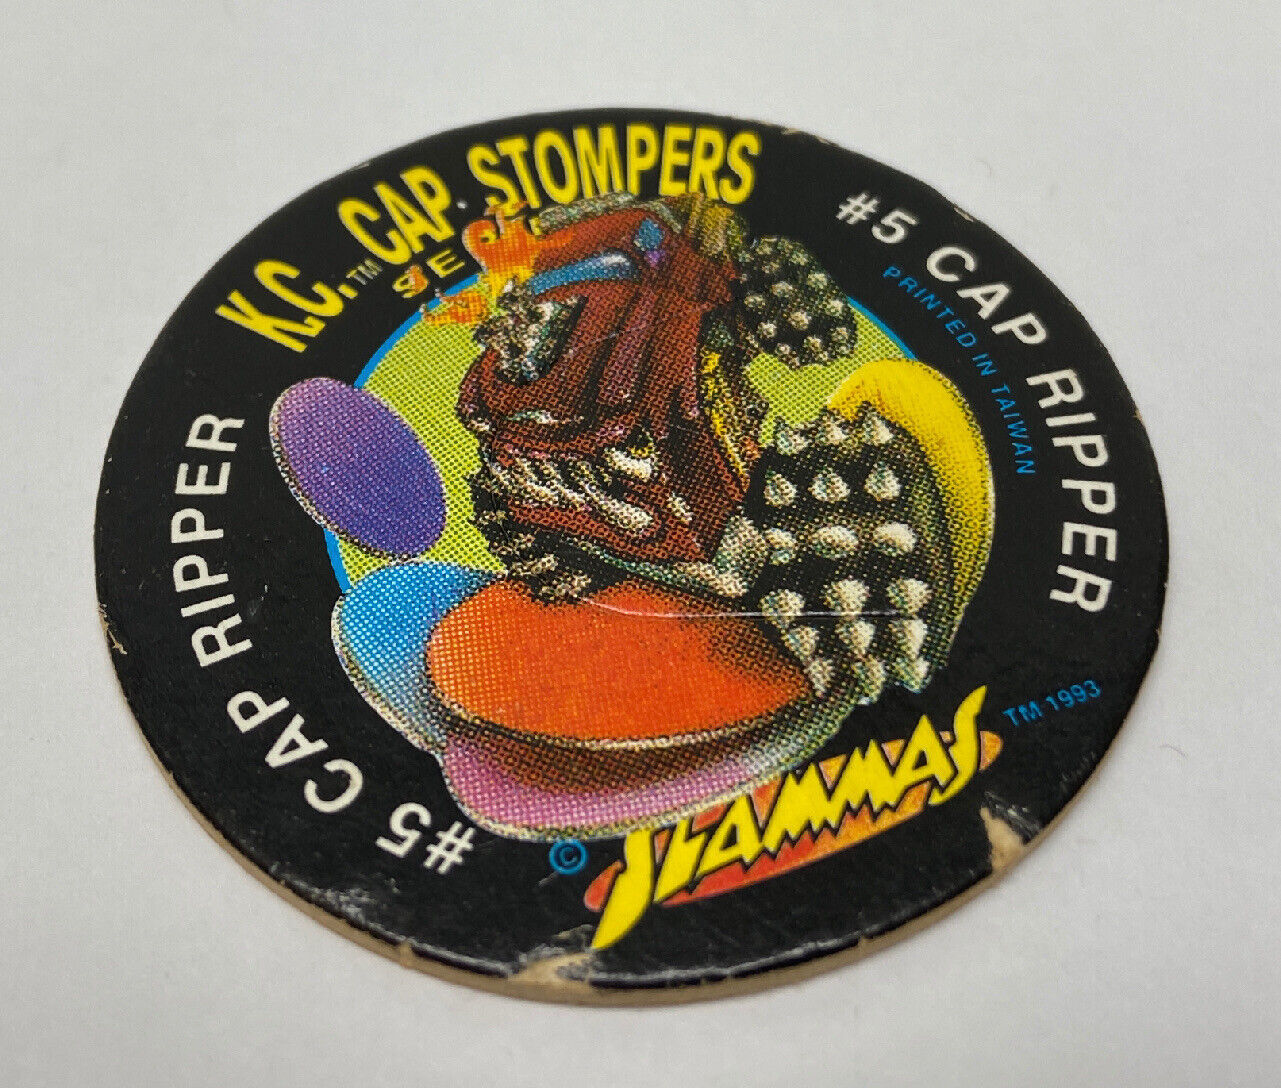 K.C.™ CAP. STOMPERS
#5 CAP RIPPER
PRINTED IN TAIWAN
#5 CAP RIPPER
© SLAMMAS
TM 1993